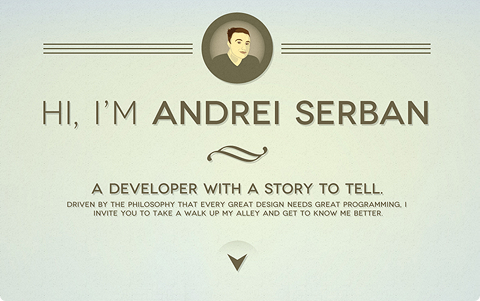 HI, I'M ANDREI SERBAN
A DEVELOPER WITH A STORY TO TELL.
DRIVEN BY THE PHILOSOPHY THAT EVERY GREAT DESIGN NEEDS GREAT PROGRAMMING, I
INVITE YOU TO TAKE A WALK UP MY ALLEY AND GET TO KNOW ME BETTER.